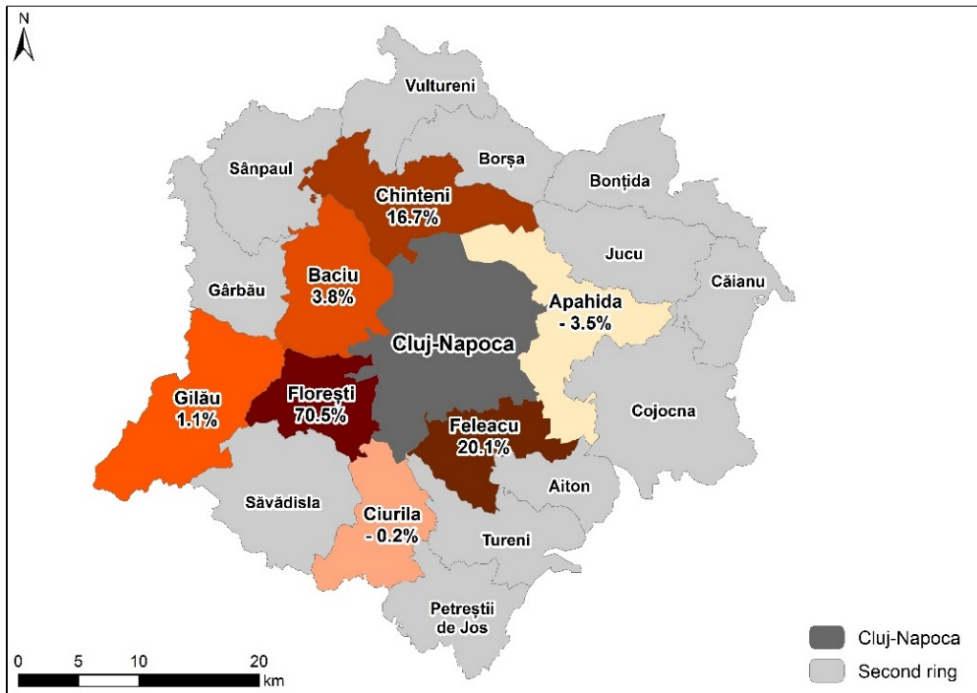 N
Vultureni
Sânpaul
Borșa
Bonțida
Chinteni
16.7%
Jucu
Căianu
Gârbău
Baciu
3.8%
Apahida
- 3.5%
Cluj-Napoca
Gilău
1.1%
Florești
70.5%
Cojocna
Feleacu
20.1%
Aiton
Săvădisla
Ciurila
- 0.2%
Tureni
Petreștii
de Jos
Cluj-Napoca
Second ring
0 5 10 20
km